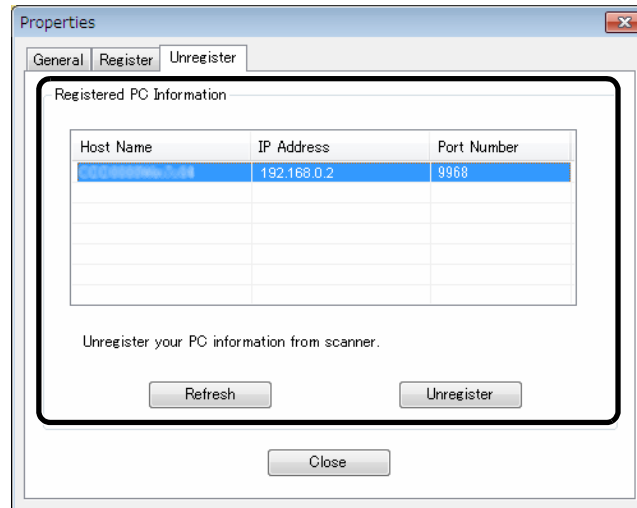 Properties
General Register Unregister
Registered PC Information
Host Name IP Address Port Number
192.168.0.2 9968
Unregister your PC information from scanner.
Refresh Unregister
Close